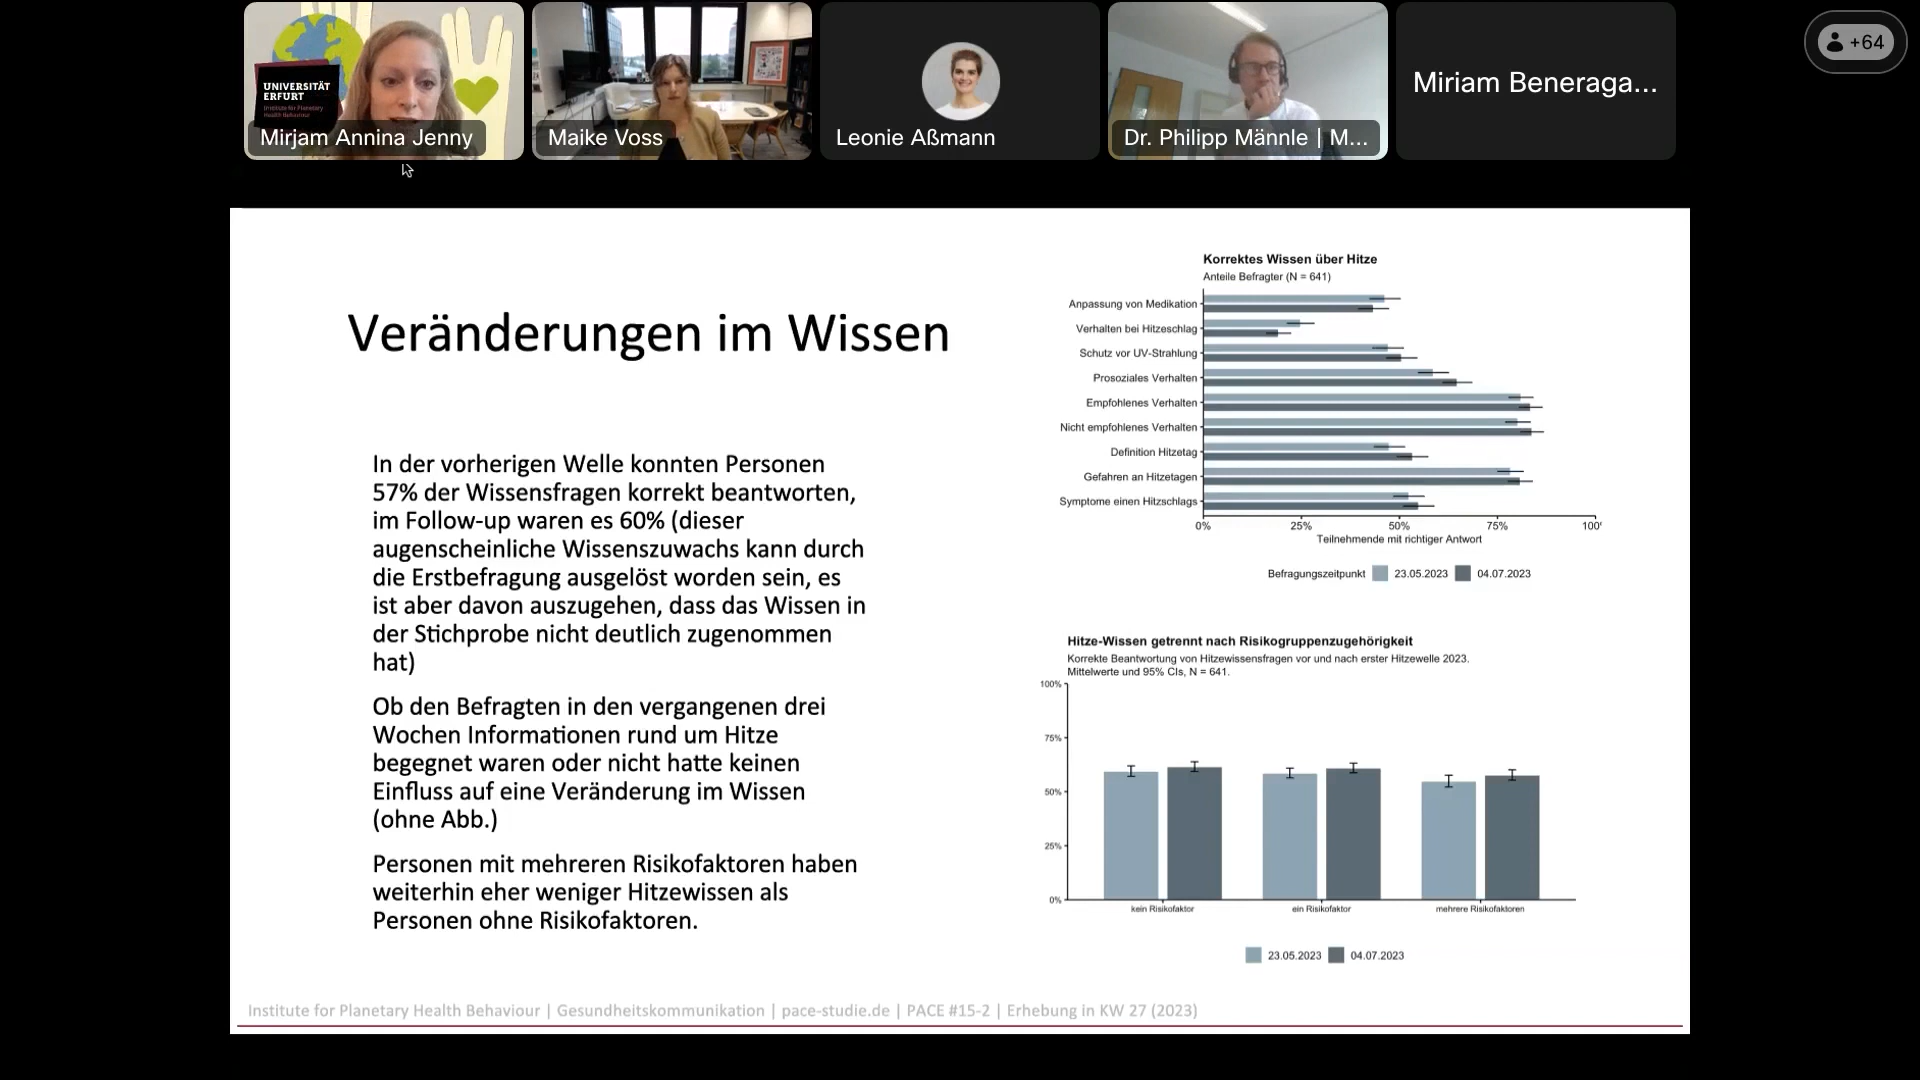 UNIVERSITÄT
ERFURT
Institute for Planetary
Health Behaviour
Mirjam Annina Jenny
Maike Voss
Leonie Aßmann
Dr. Philipp Männle | M...
Miriam Beneraga...
+64
Veränderungen im Wissen
In der vorherigen Welle konnten Personen
57% der Wissensfragen korrekt beantworten,
im Follow-up waren es 60% (dieser
augenscheinliche Wissenszuwachs kann durch
die Erstbefragung ausgelöst worden sein, es
ist aber davon auszugehen, dass das Wissen in
der Stichprobe nicht deutlich zugenommen
hat)
Ob den Befragten in den vergangenen drei
Wochen Informationen rund um Hitze
begegnet waren oder nicht hatte keinen
Einfluss auf eine Veränderung im Wissen
(ohne Abb.)
Personen mit mehreren Risikofaktoren haben
weiterhin eher weniger Hitzewissen als
Personen ohne Risikofaktoren.
Korrektes Wissen über Hitze
Anteile Befragter (N = 641)
Anpassung von Medikation
Verhalten bei Hitzeschlag
Schutz vor UV-Strahlung
Prosoziales Verhalten
Empfohlenes Verhalten
Nicht empfohlenes Verhalten
Definition Hitzetag
Gefahren an Hitzetagen
Symptome einen Hitzschlags
0% 25% 50% 75% 100'
Teilnehmende mit richtiger Antwort
Befragungszeitpunkt 23.05.2023 04.07.2023
Hitze-Wissen getrennt nach Risikogruppenzugehörigkeit
Korrekte Beantwortung von Hitzewissensfragen vor und nach erster Hitzewelle 2023.
Mittelwerte und 95% CIs, N = 641.
100%
75%
50%
25%
0%
kein Risikofaktor ein Risikofaktor mehrere Risikofaktoren
23.05.2023 04.07.2023
Institute for Planetary Health Behaviour | Gesundheitskommunikation | pace-studie.de | PACE #15-2 | Erhebung in KW 27 (2023)